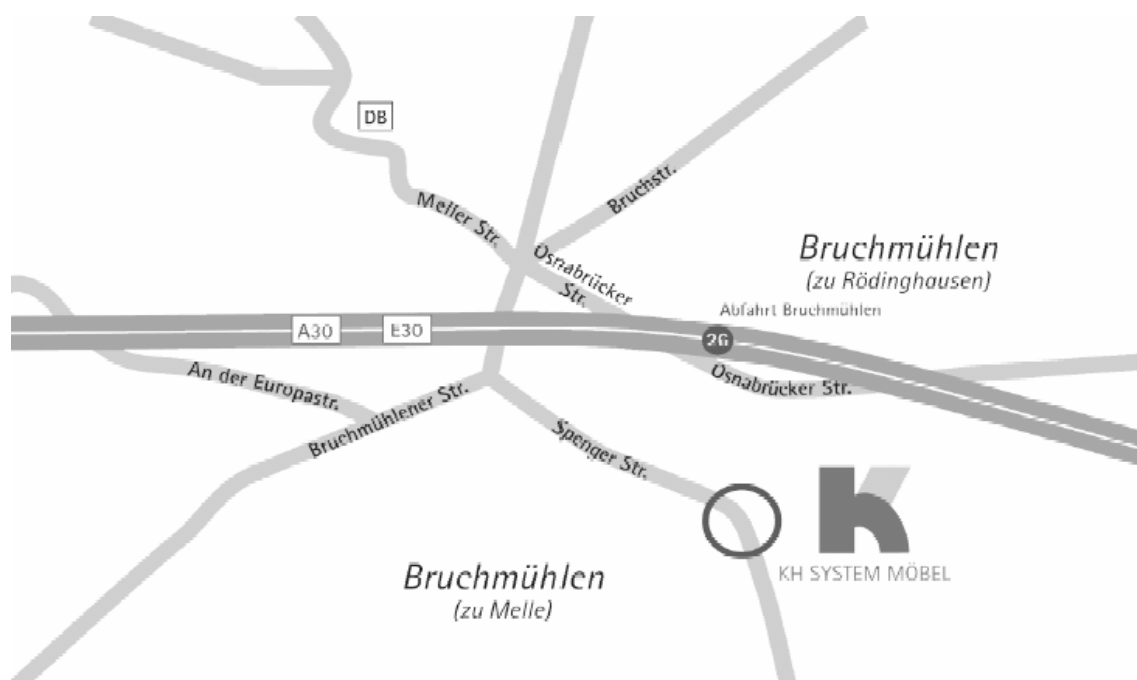 DB
Meller Str.
Bruchstr.
Osnabrücker
Str.
Bruchmühlen
(zu Rödinghausen)
Abfahrt Bruchmühlen
A30
E30
26
An der Europastr.
Bruchmühlener Str.
Osnabrücker Str.
Spenger Str.
KH SYSTEM MÖBEL
Bruchmühlen
(zu Melle)